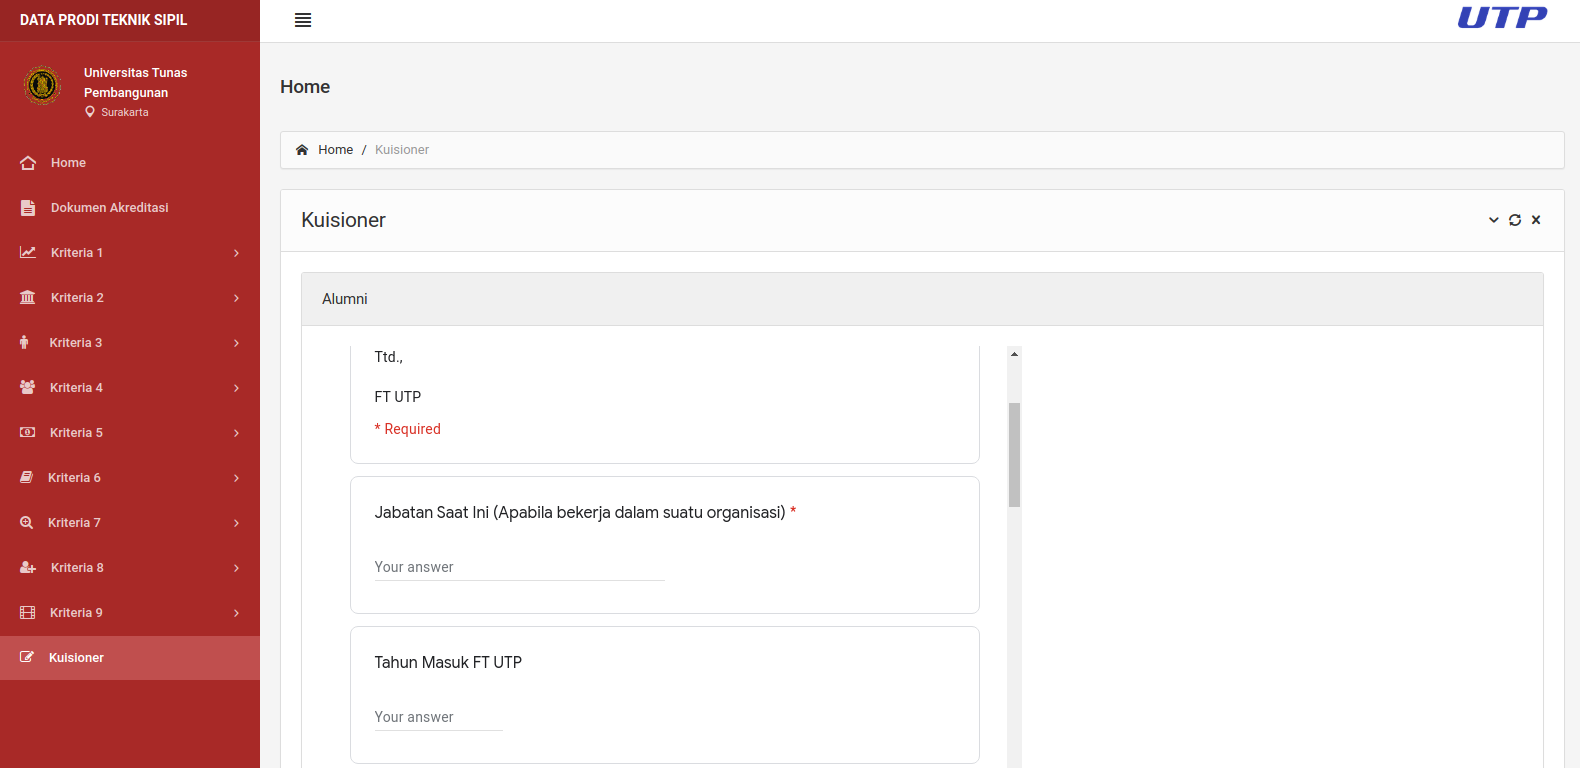 DATA PRODI TEKNIK SIPIL
UTP
Universitas Tunas
Pembangunan
Surakarta
Home
Dokumen Akreditasi
Kriteria 1
Kriteria 2
Kriteria 3
Kriteria 4
Kriteria 5
Kriteria 6
Kriteria 7
Kriteria 8
Kriteria 9
Kuisioner
Home
Home / Kuisioner
Kuisioner
Alumni
Ttd.,
FT UTP
* Required
Jabatan Saat Ini (Apabila bekerja dalam suatu organisasi) *
Your answer
Tahun Masuk FT UTP
Your answer